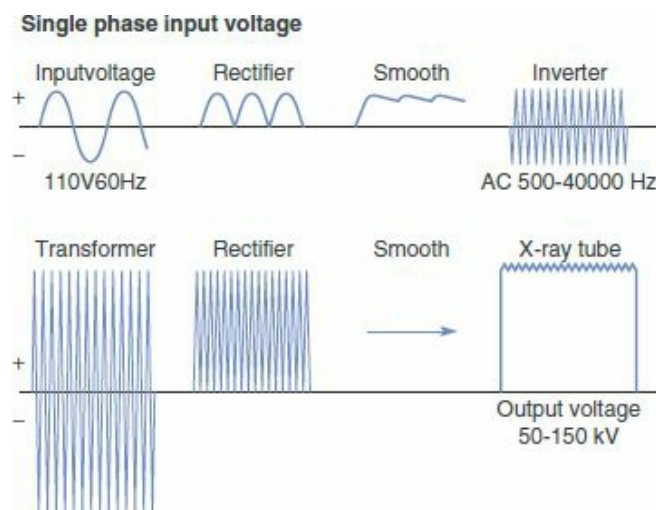 Single phase input voltage
Inputvoltage
Rectifier
Smooth
Inverter
+
–
110V60Hz
AC 500-40000 Hz
Transformer
Rectifier
Smooth
X-ray tube
+
–
Output voltage
50-150 kV